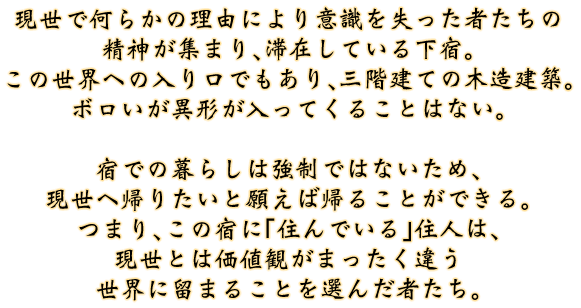 現世で何らかの理由により意識を失った者たちの
精神が集まり、滞在している下宿。
この世界への入り口でもあり、三階建ての木造建築。
ボロいが異形が入ってくることはない。
宿での暮らしは強制ではないため、
現世へ帰りたいと願えば帰ることができる。
つまり、この宿に「住んでいる」住人は、
現世とは価値観がまったく違う
世界に留まることを選んだ者たち。